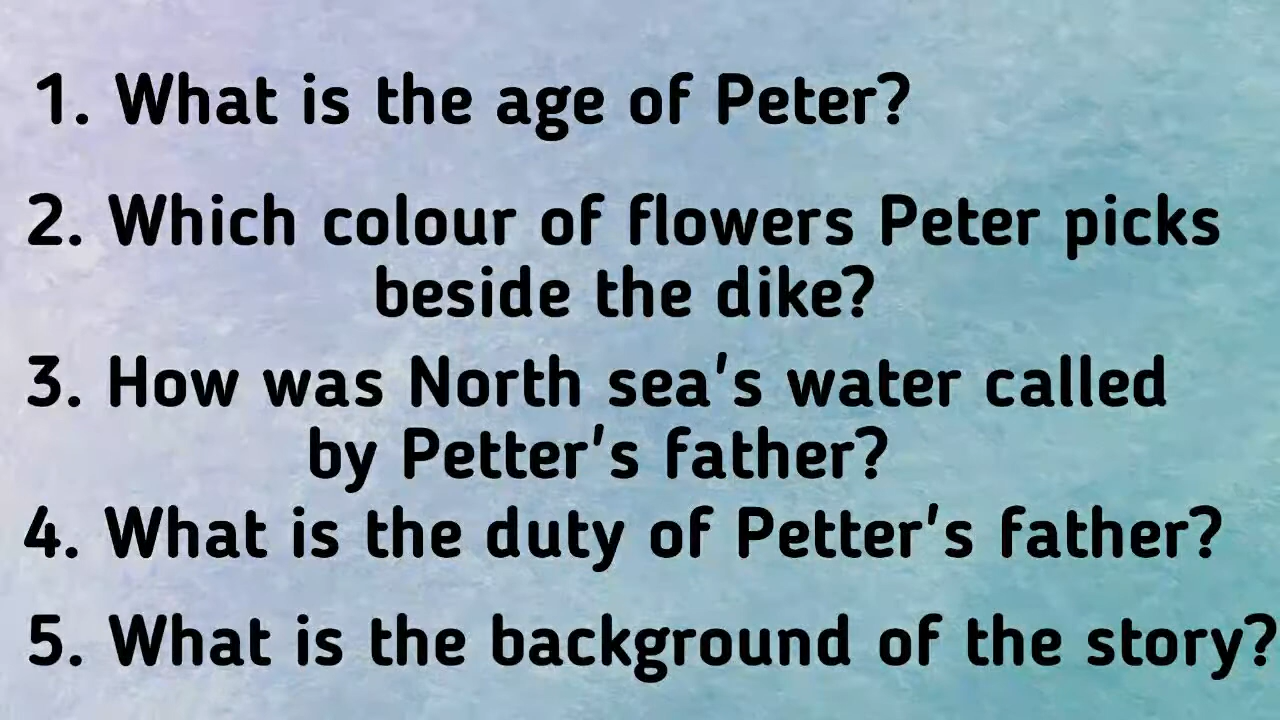 1. What is the age of Peter?
2. Which colour of flowers Peter picks
beside the dike?
3. How was North sea's water called
by Petter's father?
4. What is the duty of Petter's father?
5. What is the background of the story?